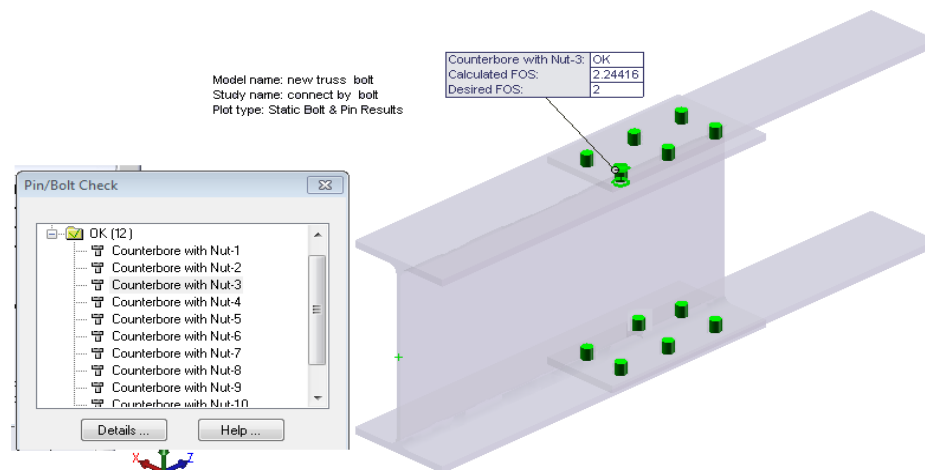 Model name: new truss bolt
Study name: connect by bolt
Plot type: Static Bolt & Pin Results
Counterbore with Nut-3: OK
Calculated FOS: 2.24416
Desired FOS: 2
Pin/Bolt Check
OK (12)
Counterbore with Nut-1
Counterbore with Nut-2
Counterbore with Nut-3
Counterbore with Nut-4
Counterbore with Nut-5
Counterbore with Nut-6
Counterbore with Nut-7
Counterbore with Nut-8
Counterbore with Nut-9
Counterbore with Nut-10
Details ... Help ...
X Z